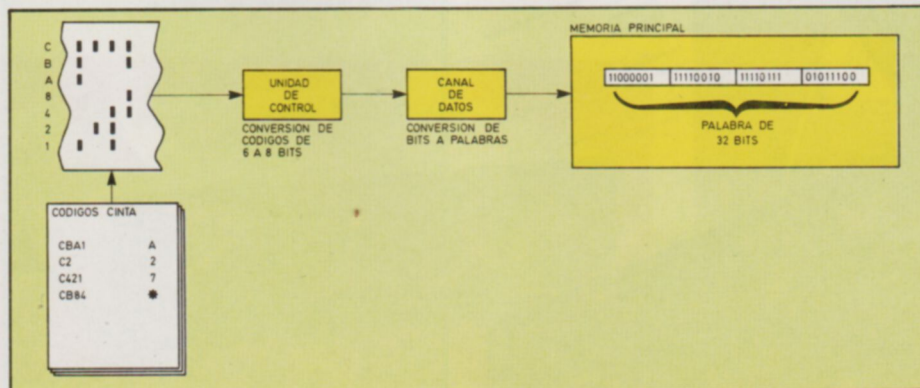 C
B
A
8
4
2
1
UNIDAD
DE
CONTROL
CONVERSION DE
CODIGOS DE
6 A 8 BITS
CANAL
DE
DATOS
CONVERSION DE
BITS A PALABRAS
MEMORIA PRINCIPAL
11000001 11110010 11110111 01011100
PALABRA DE
32 BITS
CODIGOS CINTA
CBA1 A
C2 2
C421 7
CB84 ✱